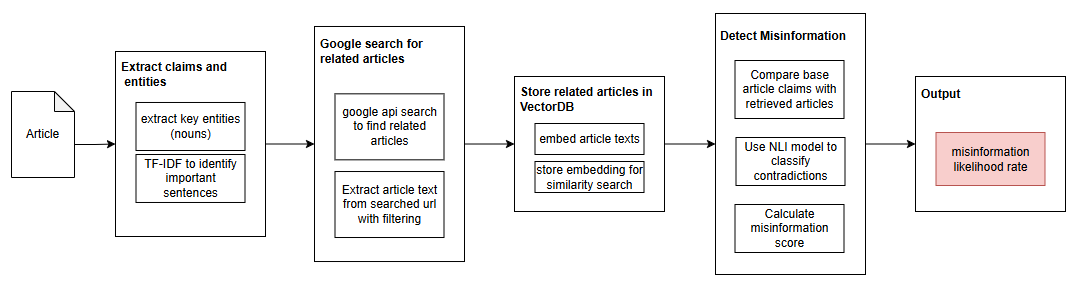 Article
Extract claims and
entities
extract key entities
(nouns)
TF-IDF to identify
important
sentences
Google search for
related articles
google api search
to find related
articles
Extract article text
from searched url
with filtering
Store related articles in
VectorDB
embed article texts
store embedding for
similarity search
Detect Misinformation
Compare base
article claims with
retrieved articles
Use NLI model to
classify
contradictions
Calculate
misinformation
score
Output
misinformation
likelihood rate